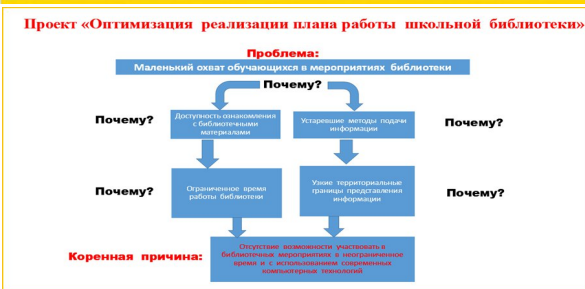 Проект «Оптимизация реализации плана работы школьной библиотеки»
Проблема:
Маленький охват обучающихся в мероприятиях библиотеки
Почему?
Почему?
Доступность ознакомления
с библиотечными
материалами
Устаревшие методы подачи
информации
Почему?
Почему?
Ограниченное время
работы библиотеки
Узкие территориальные
границы представления
информации
Почему?
Коренная причина:
Отсутствие возможности участвовать в
библиотечных мероприятиях в неограниченное
время и с использованием современных
компьютерных технологий